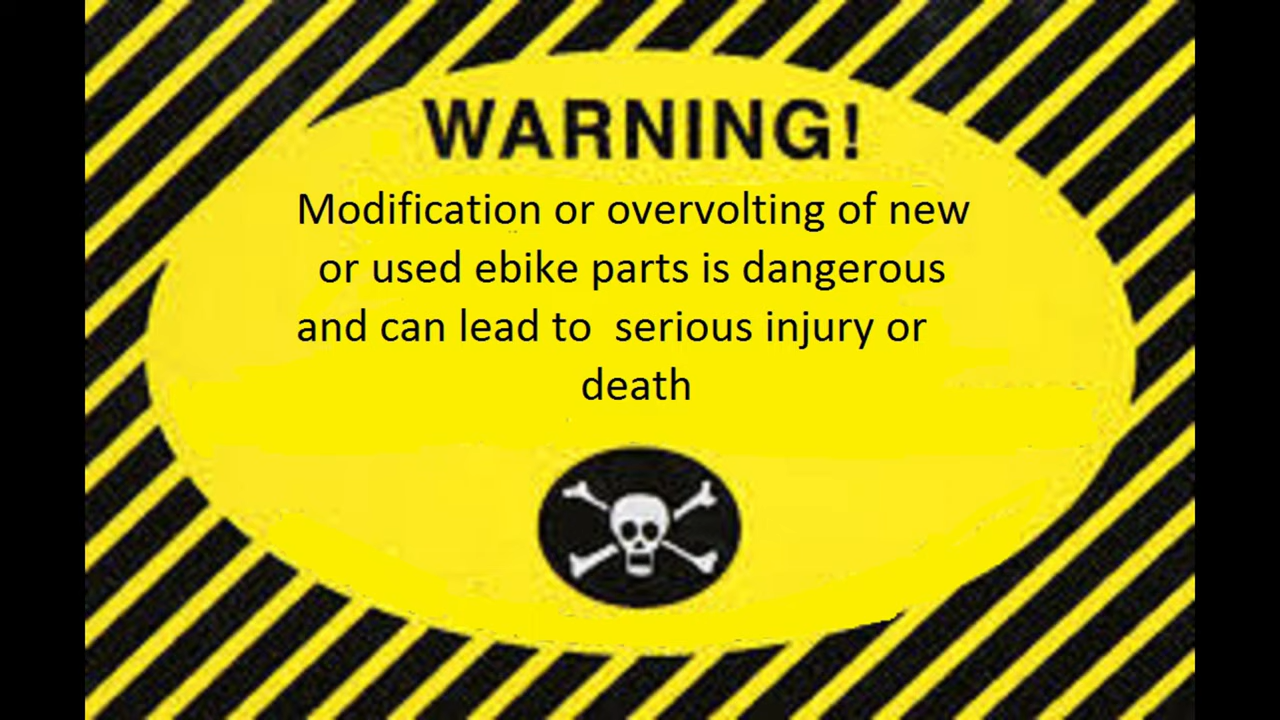 WARNING!
Modification or overvolting of new
or used ebike parts is dangerous
and can lead to  serious injury or
death